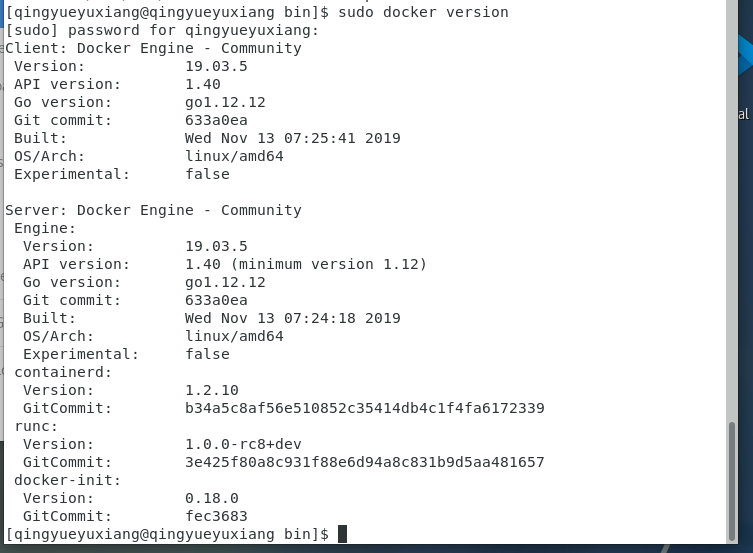 [qingyueyuxiang@qingyueyuxiang bin]$ sudo docker version
[sudo] password for qingyueyuxiang:
Client: Docker Engine - Community
 Version:           19.03.5
 API version:       1.40
 Go version:        go1.12.12
 Git commit:        633a0ea
 Built:             Wed Nov 13 07:25:41 2019
 OS/Arch:           linux/amd64
 Experimental:      false

Server: Docker Engine - Community
 Engine:
  Version:          19.03.5
  API version:      1.40 (minimum version 1.12)
  Go version:       go1.12.12
  Git commit:       633a0ea
  Built:            Wed Nov 13 07:24:18 2019
  OS/Arch:          linux/amd64
  Experimental:     false
 containerd:
  Version:          1.2.10
  GitCommit:        b34a5c8af56e510852c35414db4c1f4fa6172339
 runc:
  Version:          1.0.0-rc8+dev
  GitCommit:        3e425f80a8c931f88e6d94a8c831b9d5aa481657
 docker-init:
  Version:          0.18.0
  GitCommit:        fec3683
[qingyueyuxiang@qingyueyuxiang bin]$
al